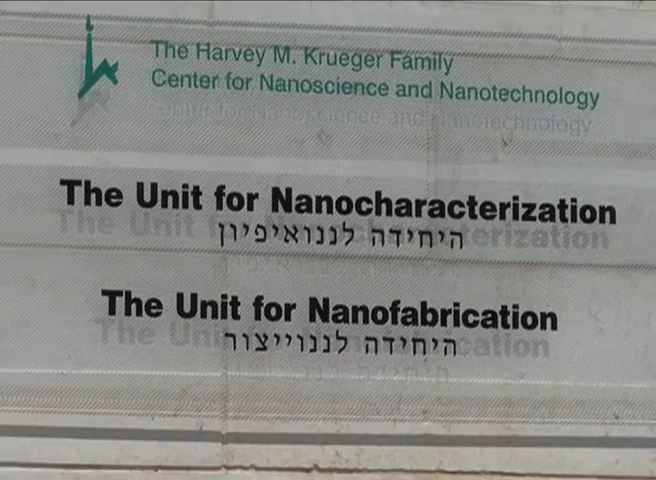 The Harvey M. Krueger Family
Center for Nanoscience and Nanotechnology
The Unit for Nanocharacterization
היחידה לננואיפיון
The Unit for Nanofabrication
היחידה לננוייצור